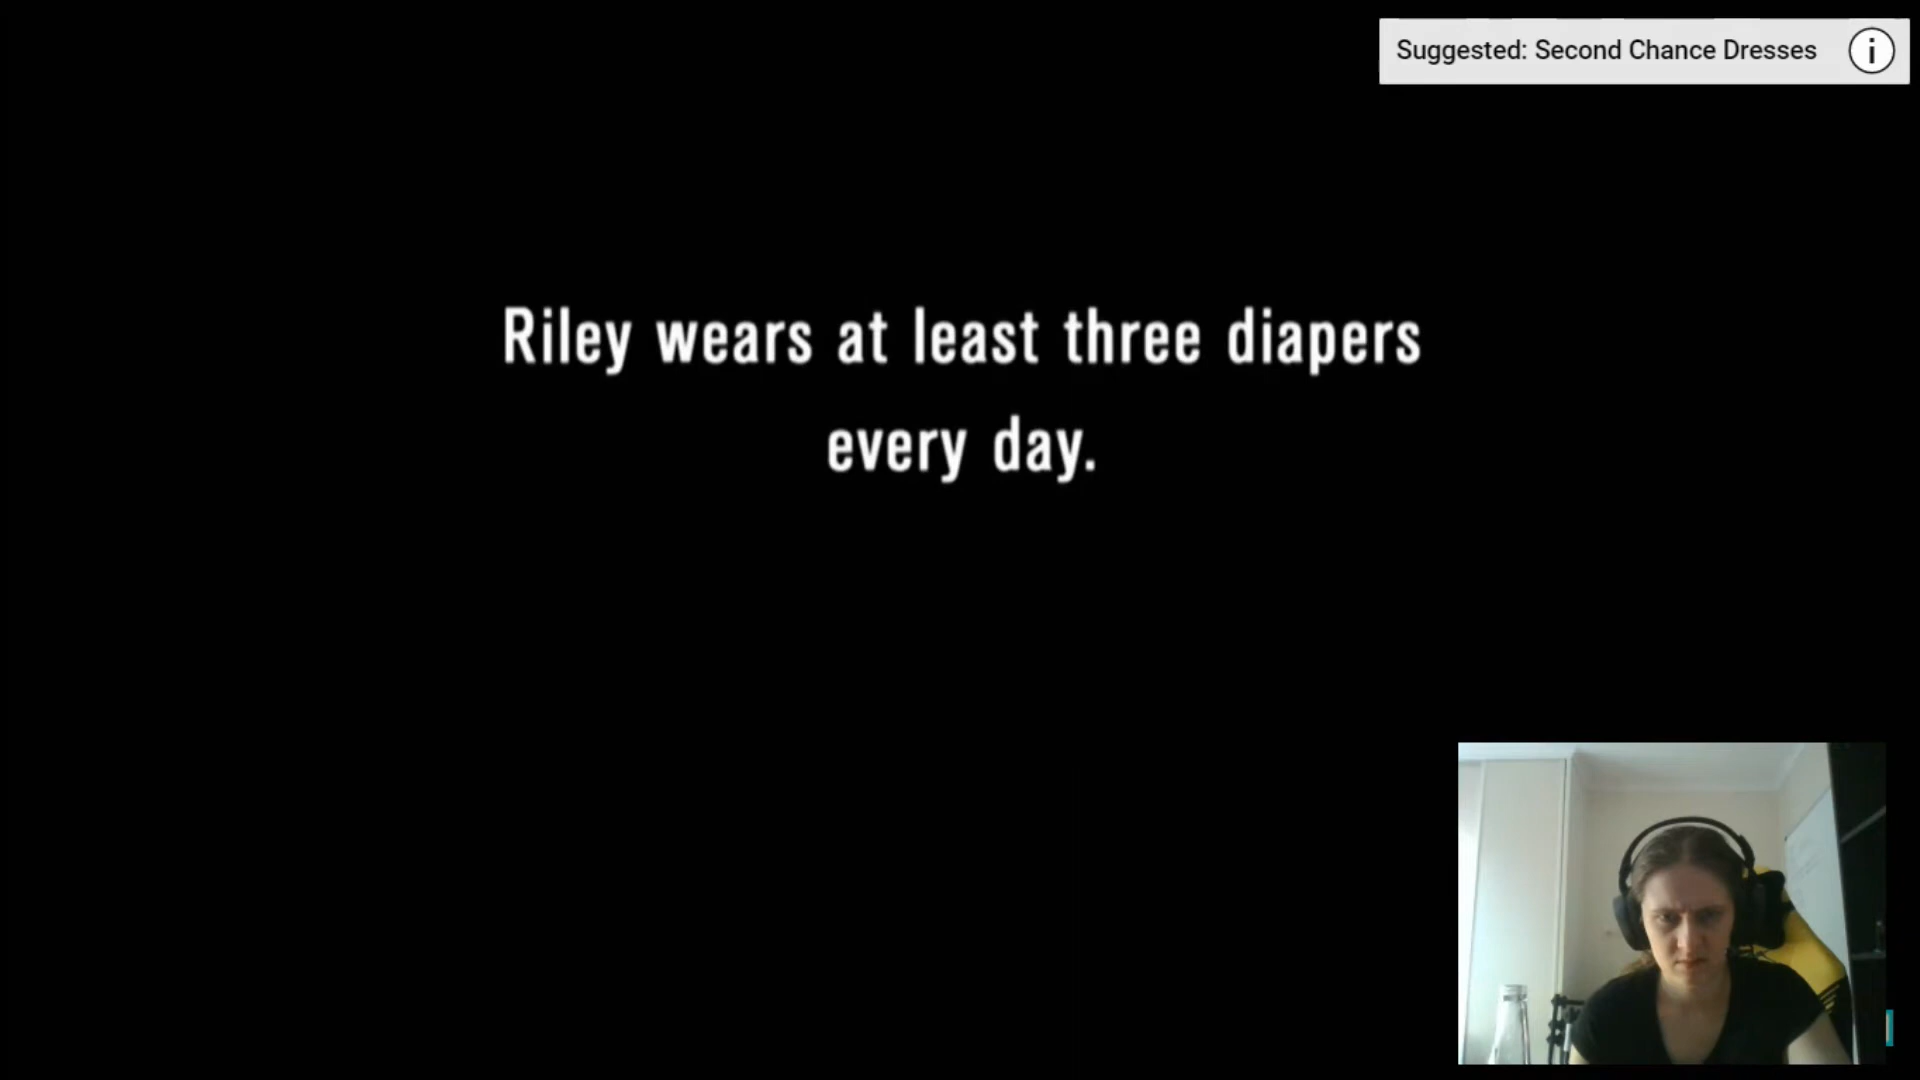 Suggested: Second Chance Dresses
Riley wears at least three diapers
every day.